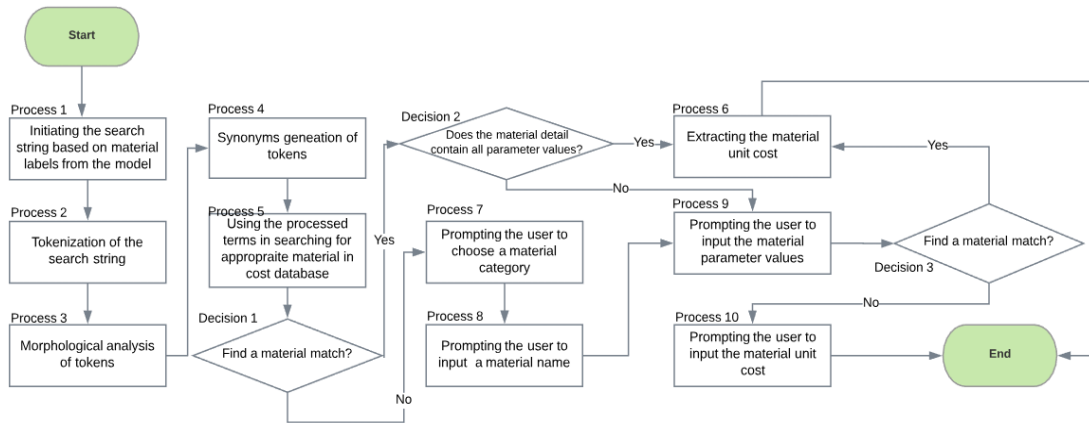 Start
Process 1
Initiating the search
string based on material
labels from the model
Process 2
Tokenization of the
search string
Process 3
Morphological analysis
of tokens
Process 4
Synonyms geneation of
tokens
Process 5
Using the processed
terms in searching for
appropraite material in
cost database
Decision 1
Find a material match?
Yes
No
Decision 2
Does the material detail
contain all parameter values?
Yes
No
Process 6
Extracting the material
unit cost
Process 7
Prompting the user to
choose a material
category
Process 8
Prompting the user to
input a material name
Process 9
Prompting the user to
input the material
parameter values
Decision 3
Find a material match?
Yes
No
Process 10
Prompting the user to
input the material unit
cost
End